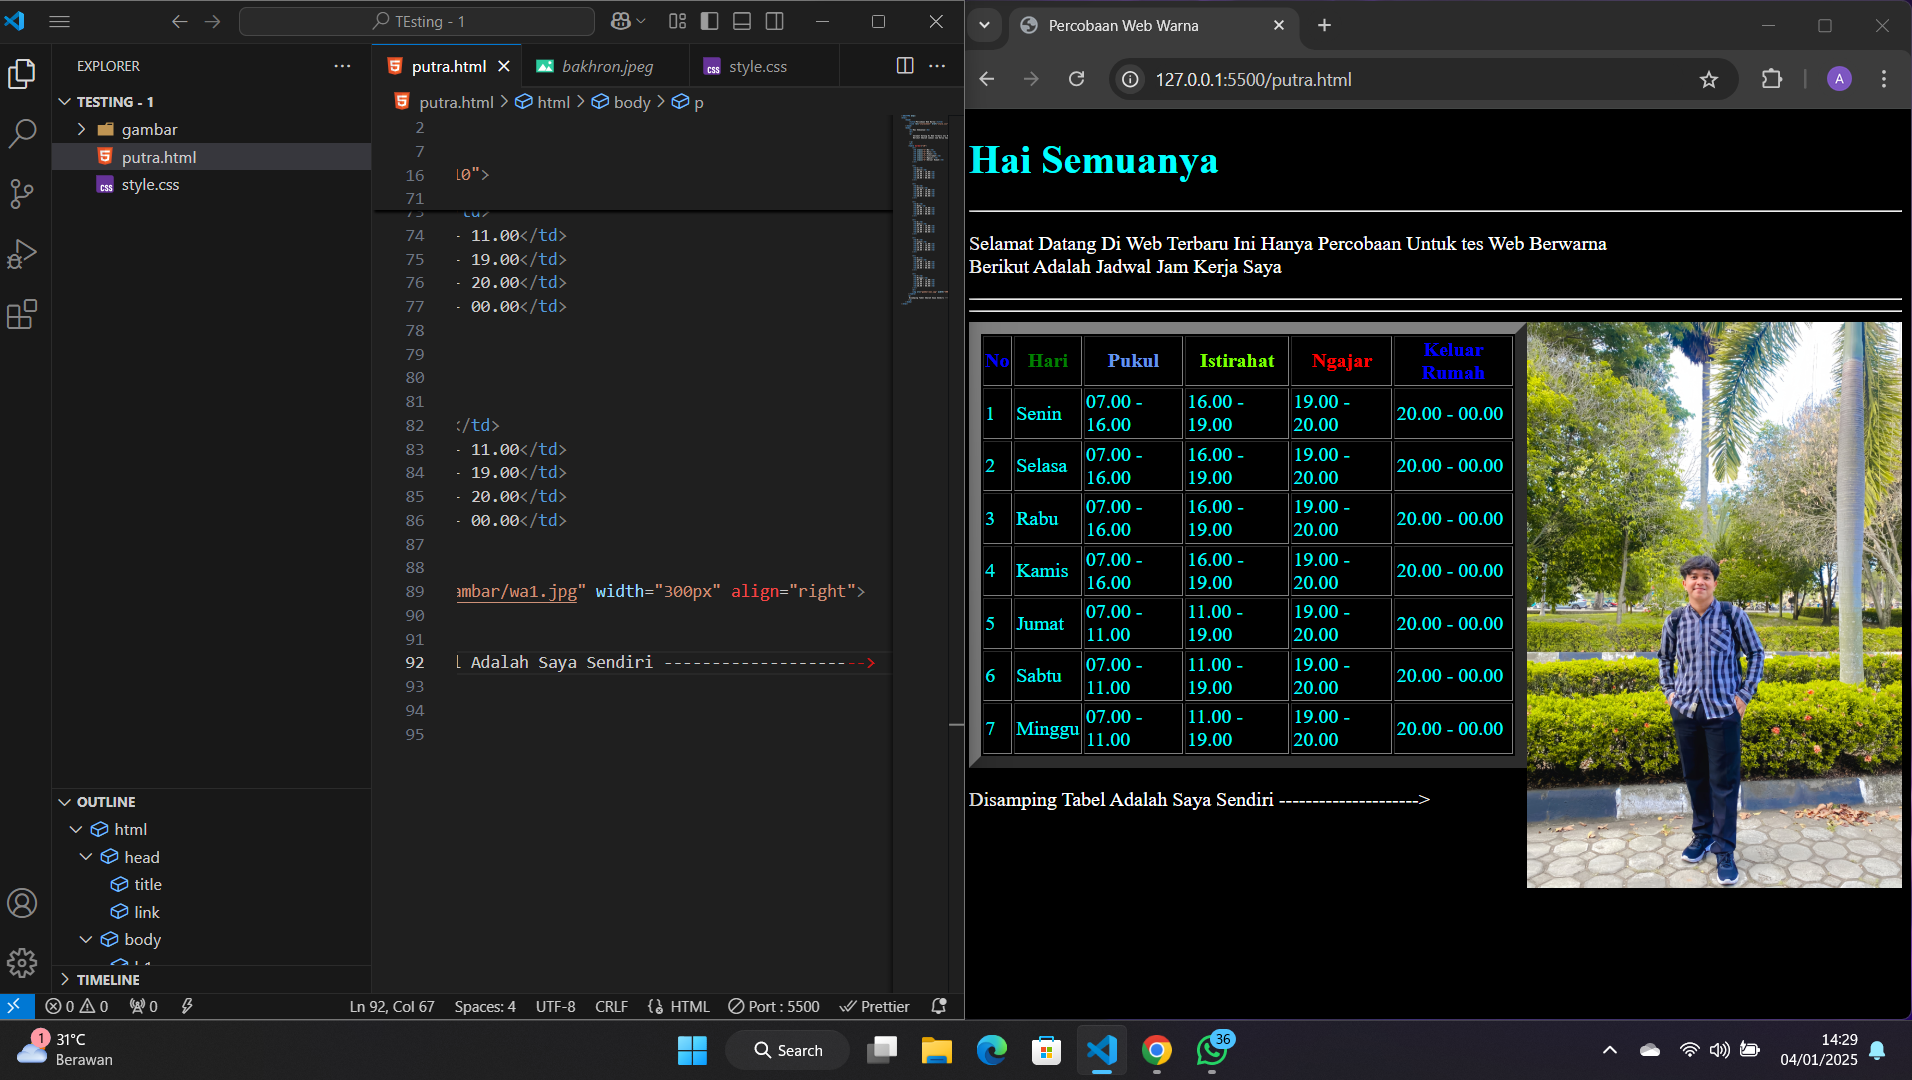 TEsting - 1
EXPLORER
TESTING - 1
gambar
putra.html
style.css
OUTLINE
html
head
title
link
body
TIMELINE
putra.html
bakhron.jpeg
style.css
putra.html > html > body > p
2
7
16 10">
71
74 - 11.00</td>
75 - 19.00</td>
76 - 20.00</td>
77 - 00.00</td>
78
79
80
81
82 </td>
83 - 11.00</td>
84 - 19.00</td>
85 - 20.00</td>
86 - 00.00</td>
87
88
89 ambar/wa1.jpg" width="300px" align="right">
90
91
92 l Adalah Saya Sendiri --------------------->
93
94
95
0 0 0
Ln 92, Col 67 Spaces: 4 UTF-8 CRLF HTML Port : 5500 Prettier
Percobaan Web Warna
127.0.0.1:5500/putra.html
A
Hai Semuanya
Selamat Datang Di Web Terbaru Ini Hanya Percobaan Untuk tes Web Berwarna
Berikut Adalah Jadwal Jam Kerja Saya
No Hari Pukul Istirahat Ngajar Keluar Rumah
1 Senin 07.00 - 16.00 16.00 - 19.00 19.00 - 20.00 20.00 - 00.00
2 Selasa 07.00 - 16.00 16.00 - 19.00 19.00 - 20.00 20.00 - 00.00
3 Rabu 07.00 - 16.00 16.00 - 19.00 19.00 - 20.00 20.00 - 00.00
4 Kamis 07.00 - 16.00 16.00 - 19.00 19.00 - 20.00 20.00 - 00.00
5 Jumat 07.00 - 11.00 11.00 - 19.00 19.00 - 20.00 20.00 - 00.00
6 Sabtu 07.00 - 11.00 11.00 - 19.00 19.00 - 20.00 20.00 - 00.00
7 Minggu 07.00 - 11.00 11.00 - 19.00 19.00 - 20.00 20.00 - 00.00
Disamping Tabel Adalah Saya Sendiri --------------------->
1
31°C
Berawan
Search
36
14:29
04/01/2025